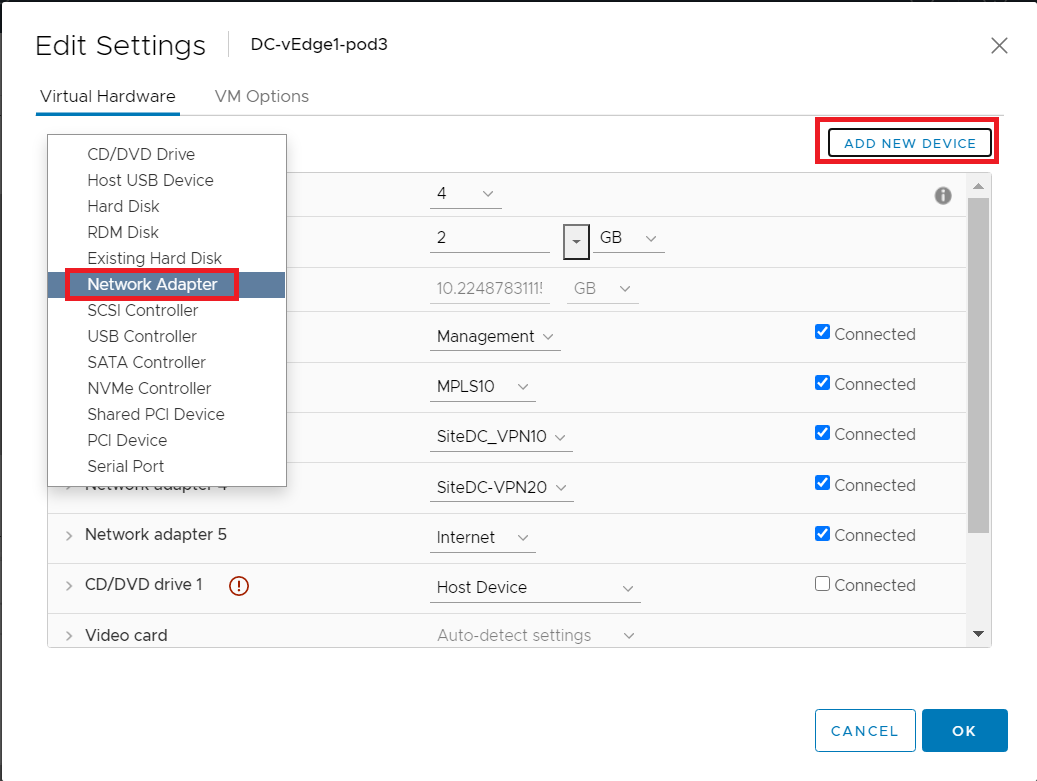 Edit Settings DC-vEdge1-pod3
Virtual Hardware VM Options
ADD NEW DEVICE
CD/DVD Drive
Host USB Device
Hard Disk
RDM Disk
Existing Hard Disk
Network Adapter
SCSI Controller
USB Controller
SATA Controller
NVMe Controller
Shared PCI Device
PCI Device
Serial Port
4
2 GB
10.2248783111 GB
Management Connected
MPLS10 Connected
SiteDC_VPN10 Connected
Network adapter 4 SiteDC-VPN20 Connected
Network adapter 5 Internet Connected
CD/DVD drive 1 Host Device Connected
Video card Auto-detect settings
CANCEL OK